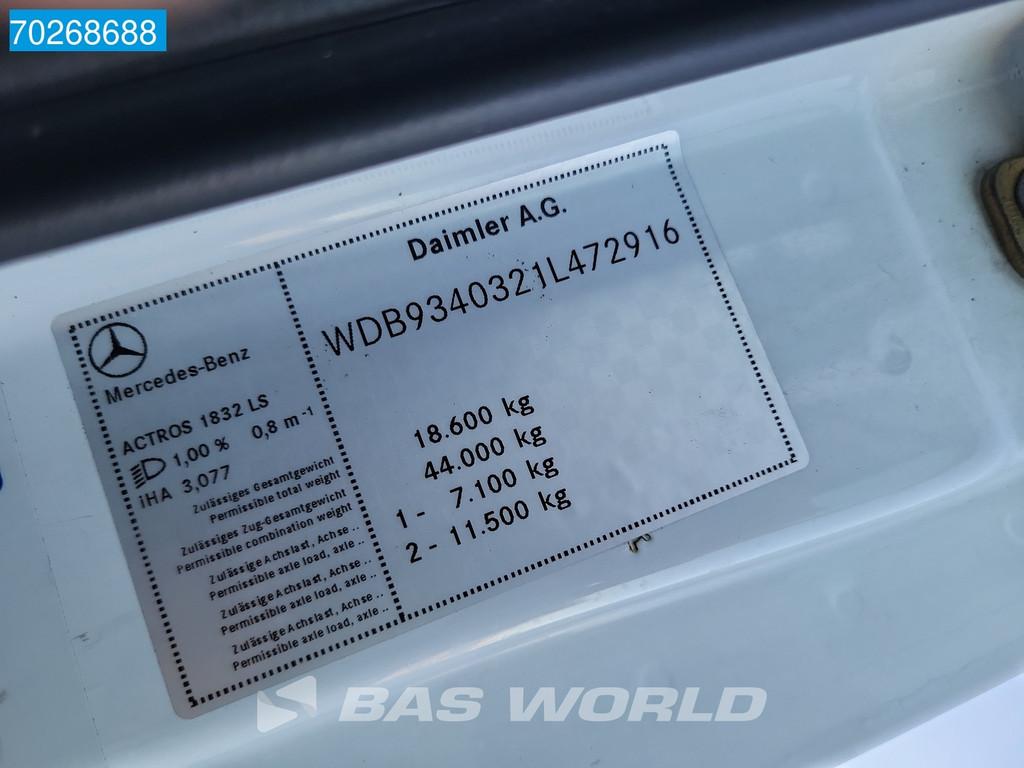 70268688
Daimler A.G.
WDB9340321L472916
Mercedes-Benz
ACTROS 1832 LS
1,00 % 0,8 m⁻¹
iHA 3,077
Zulässiges Gesamtgewicht
Permissible total weight
18.600 kg
Zulässiges Zug-Gesamtgewicht
Permissible combination weight
44.000 kg
Zulässige Achslast, Achse ..
Permissible axle load, axle ..
1 - 7.100 kg
Zulässige Achslast, Achse ..
Permissible axle load, axle ..
2 - 11.500 kg
Zulässige Achslast, Achse ..
Permissible axle load, axle ..
BAS WORLD